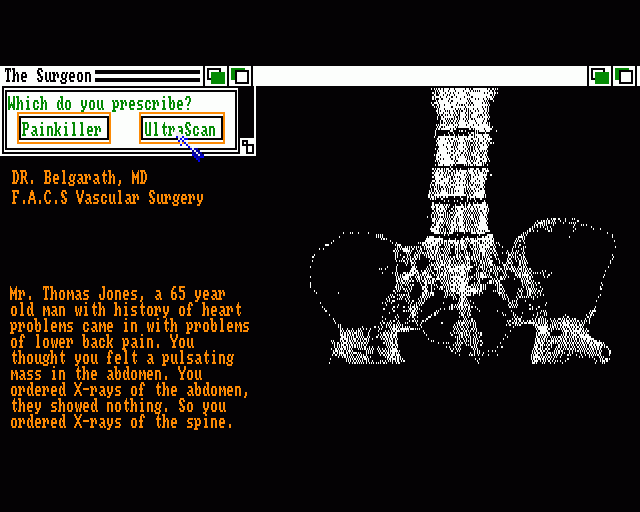 The Surgeon
Which do you prescribe?
Painkiller
UltraScan
DR. Belgarath, MD
F.A.C.S Vascular Surgery
Mr. Thomas Jones, a 65 year
old man with history of heart
problems came in with problems
of lower back pain. You
thought you felt a pulsating
mass in the abdomen. You
ordered X-rays of the abdomen,
they showed nothing. So you
ordered X-rays of the spine.